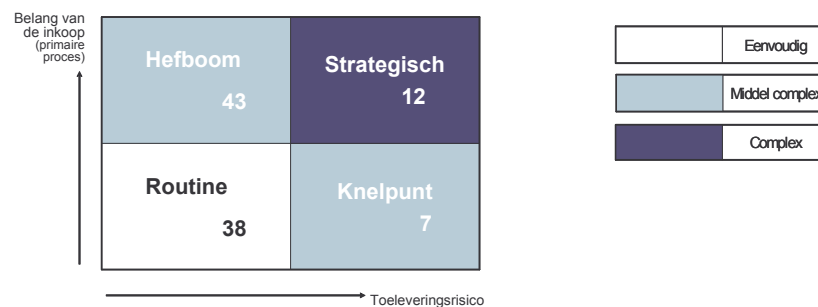 Belang van
de inkoop
(primaire
proces)
Hefboom
43
Strategisch
12
Routine
38
Knelpunt
7
Toeleveringsrisico
Eenvoudig
Middel complex
Complex